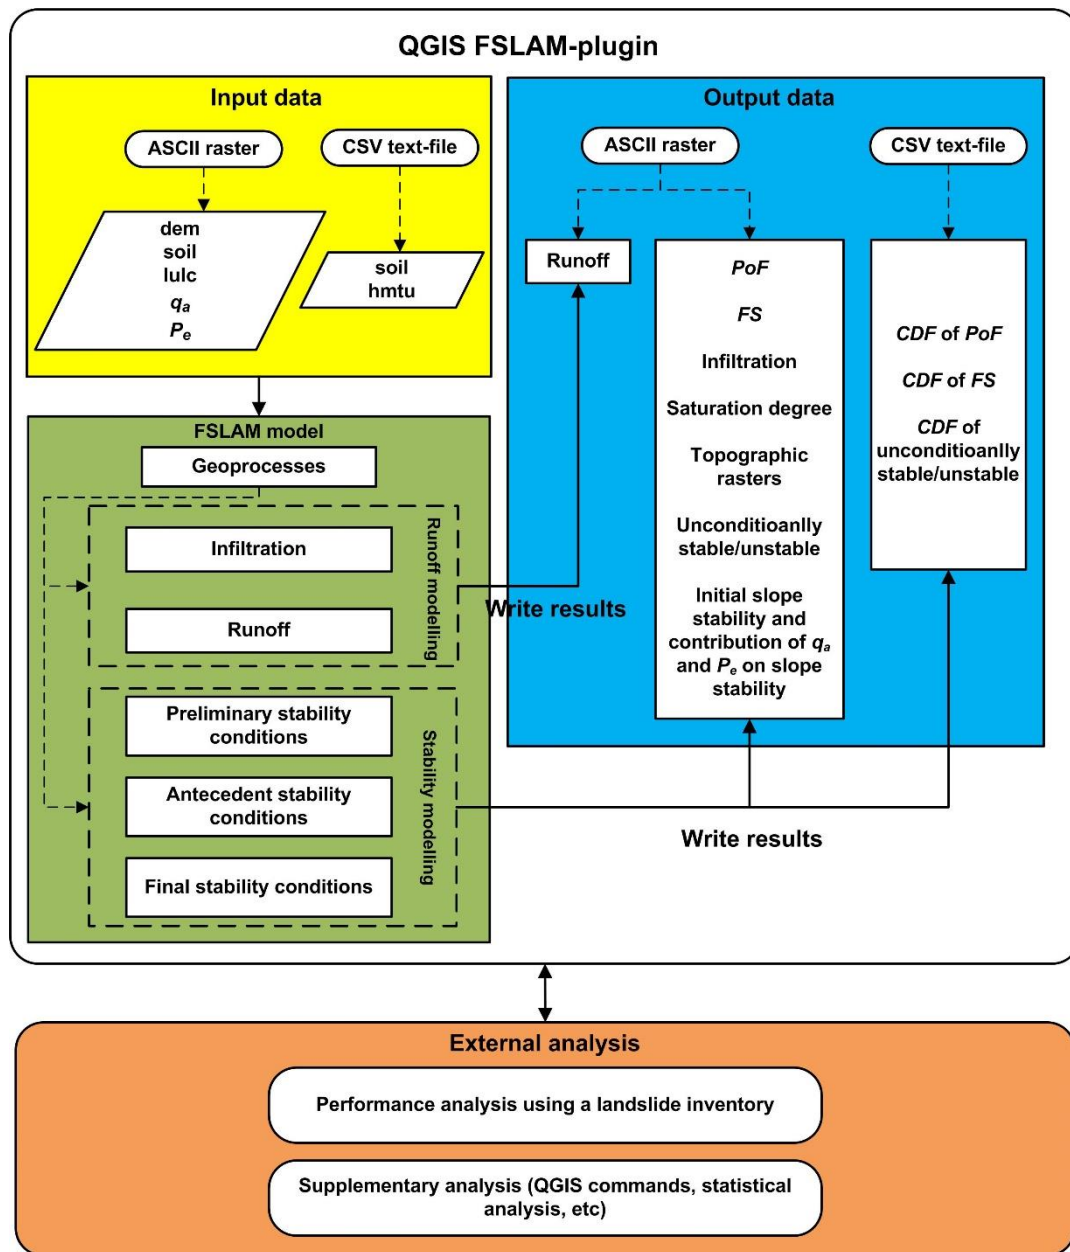 QGIS FSLAM-plugin
Input data
ASCII raster
CSV text-file
dem
soil
lulc
qa
Pe
soil
hmtu
Output data
ASCII raster
CSV text-file
Runoff
PoF
FS
Infiltration
Saturation degree
Topographic
rasters
Unconditioanlly
stable/unstable
Initial slope
stability and
contribution of qa
and Pe on slope
stability
CDF of PoF
CDF of FS
CDF of
unconditioanlly
stable/unstable
FSLAM model
Geoprocesses
Infiltration
Runoff
Runoff modelling
Write results
Preliminary stability
conditions
Antecedent stability
conditions
Final stability conditions
Stability modelling
Write results
External analysis
Performance analysis using a landslide inventory
Supplementary analysis (QGIS commands, statistical
analysis, etc)